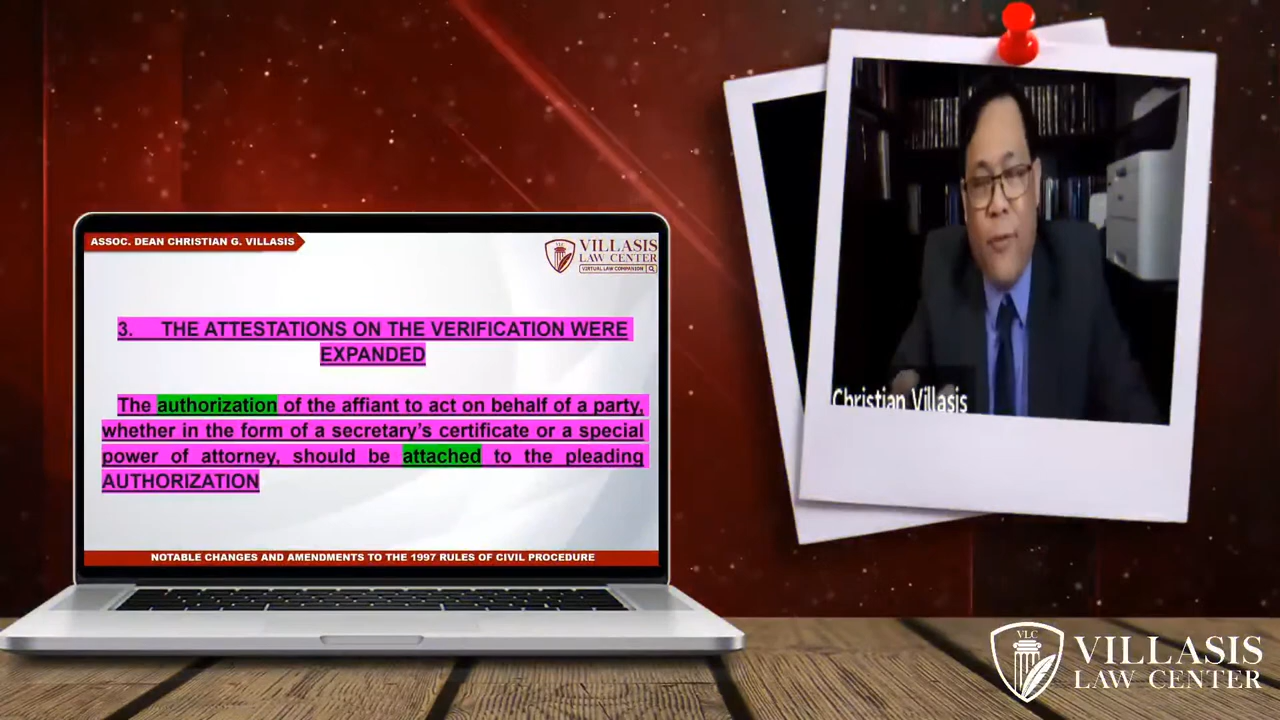 ASSOC. DEAN CHRISTIAN G. VILLASIS
VLC
VILLASIS
LAW CENTER
VIRTUAL LAW COMPANION
3. THE ATTESTATIONS ON THE VERIFICATION WERE
EXPANDED
The authorization of the affiant to act on behalf of a party,
whether in the form of a secretary's certificate or a special
power of attorney, should be attached to the pleading
AUTHORIZATION
NOTABLE CHANGES AND AMENDMENTS TO THE 1997 RULES OF CIVIL PROCEDURE
Christian Villasis
VLC
VILLASIS
LAW CENTER